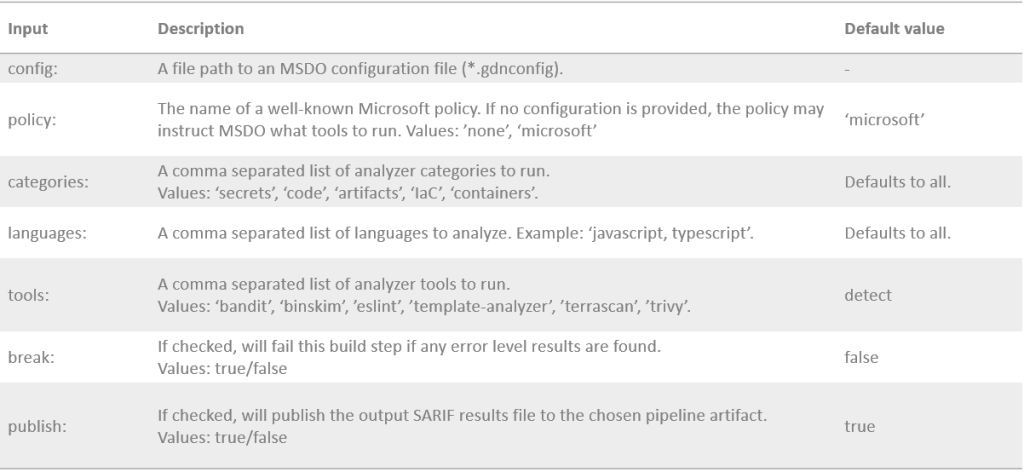 Input Description Default value
config: A file path to an MSDO configuration file (*.gdnconfig). -
policy: The name of a well-known Microsoft policy. If no configuration is provided, the policy may
instruct MSDO what tools to run. Values: ’none’, ‘microsoft’ ‘microsoft’
categories: A comma separated list of analyzer categories to run.
Values: ‘secrets’, ‘code’, ‘artifacts’, ‘IaC’, ‘containers’. Defaults to all.
languages: A comma separated list of languages to analyze. Example: ‘javascript, typescript’. Defaults to all.
tools: A comma separated list of analyzer tools to run.
Values: ‘bandit’, ‘binskim’, ’eslint’, ’template-analyzer’, ’terrascan’, ’trivy’. detect
break: If checked, will fail this build step if any error level results are found.
Values: true/false false
publish: If checked, will publish the output SARIF results file to the chosen pipeline artifact.
Values: true/false true